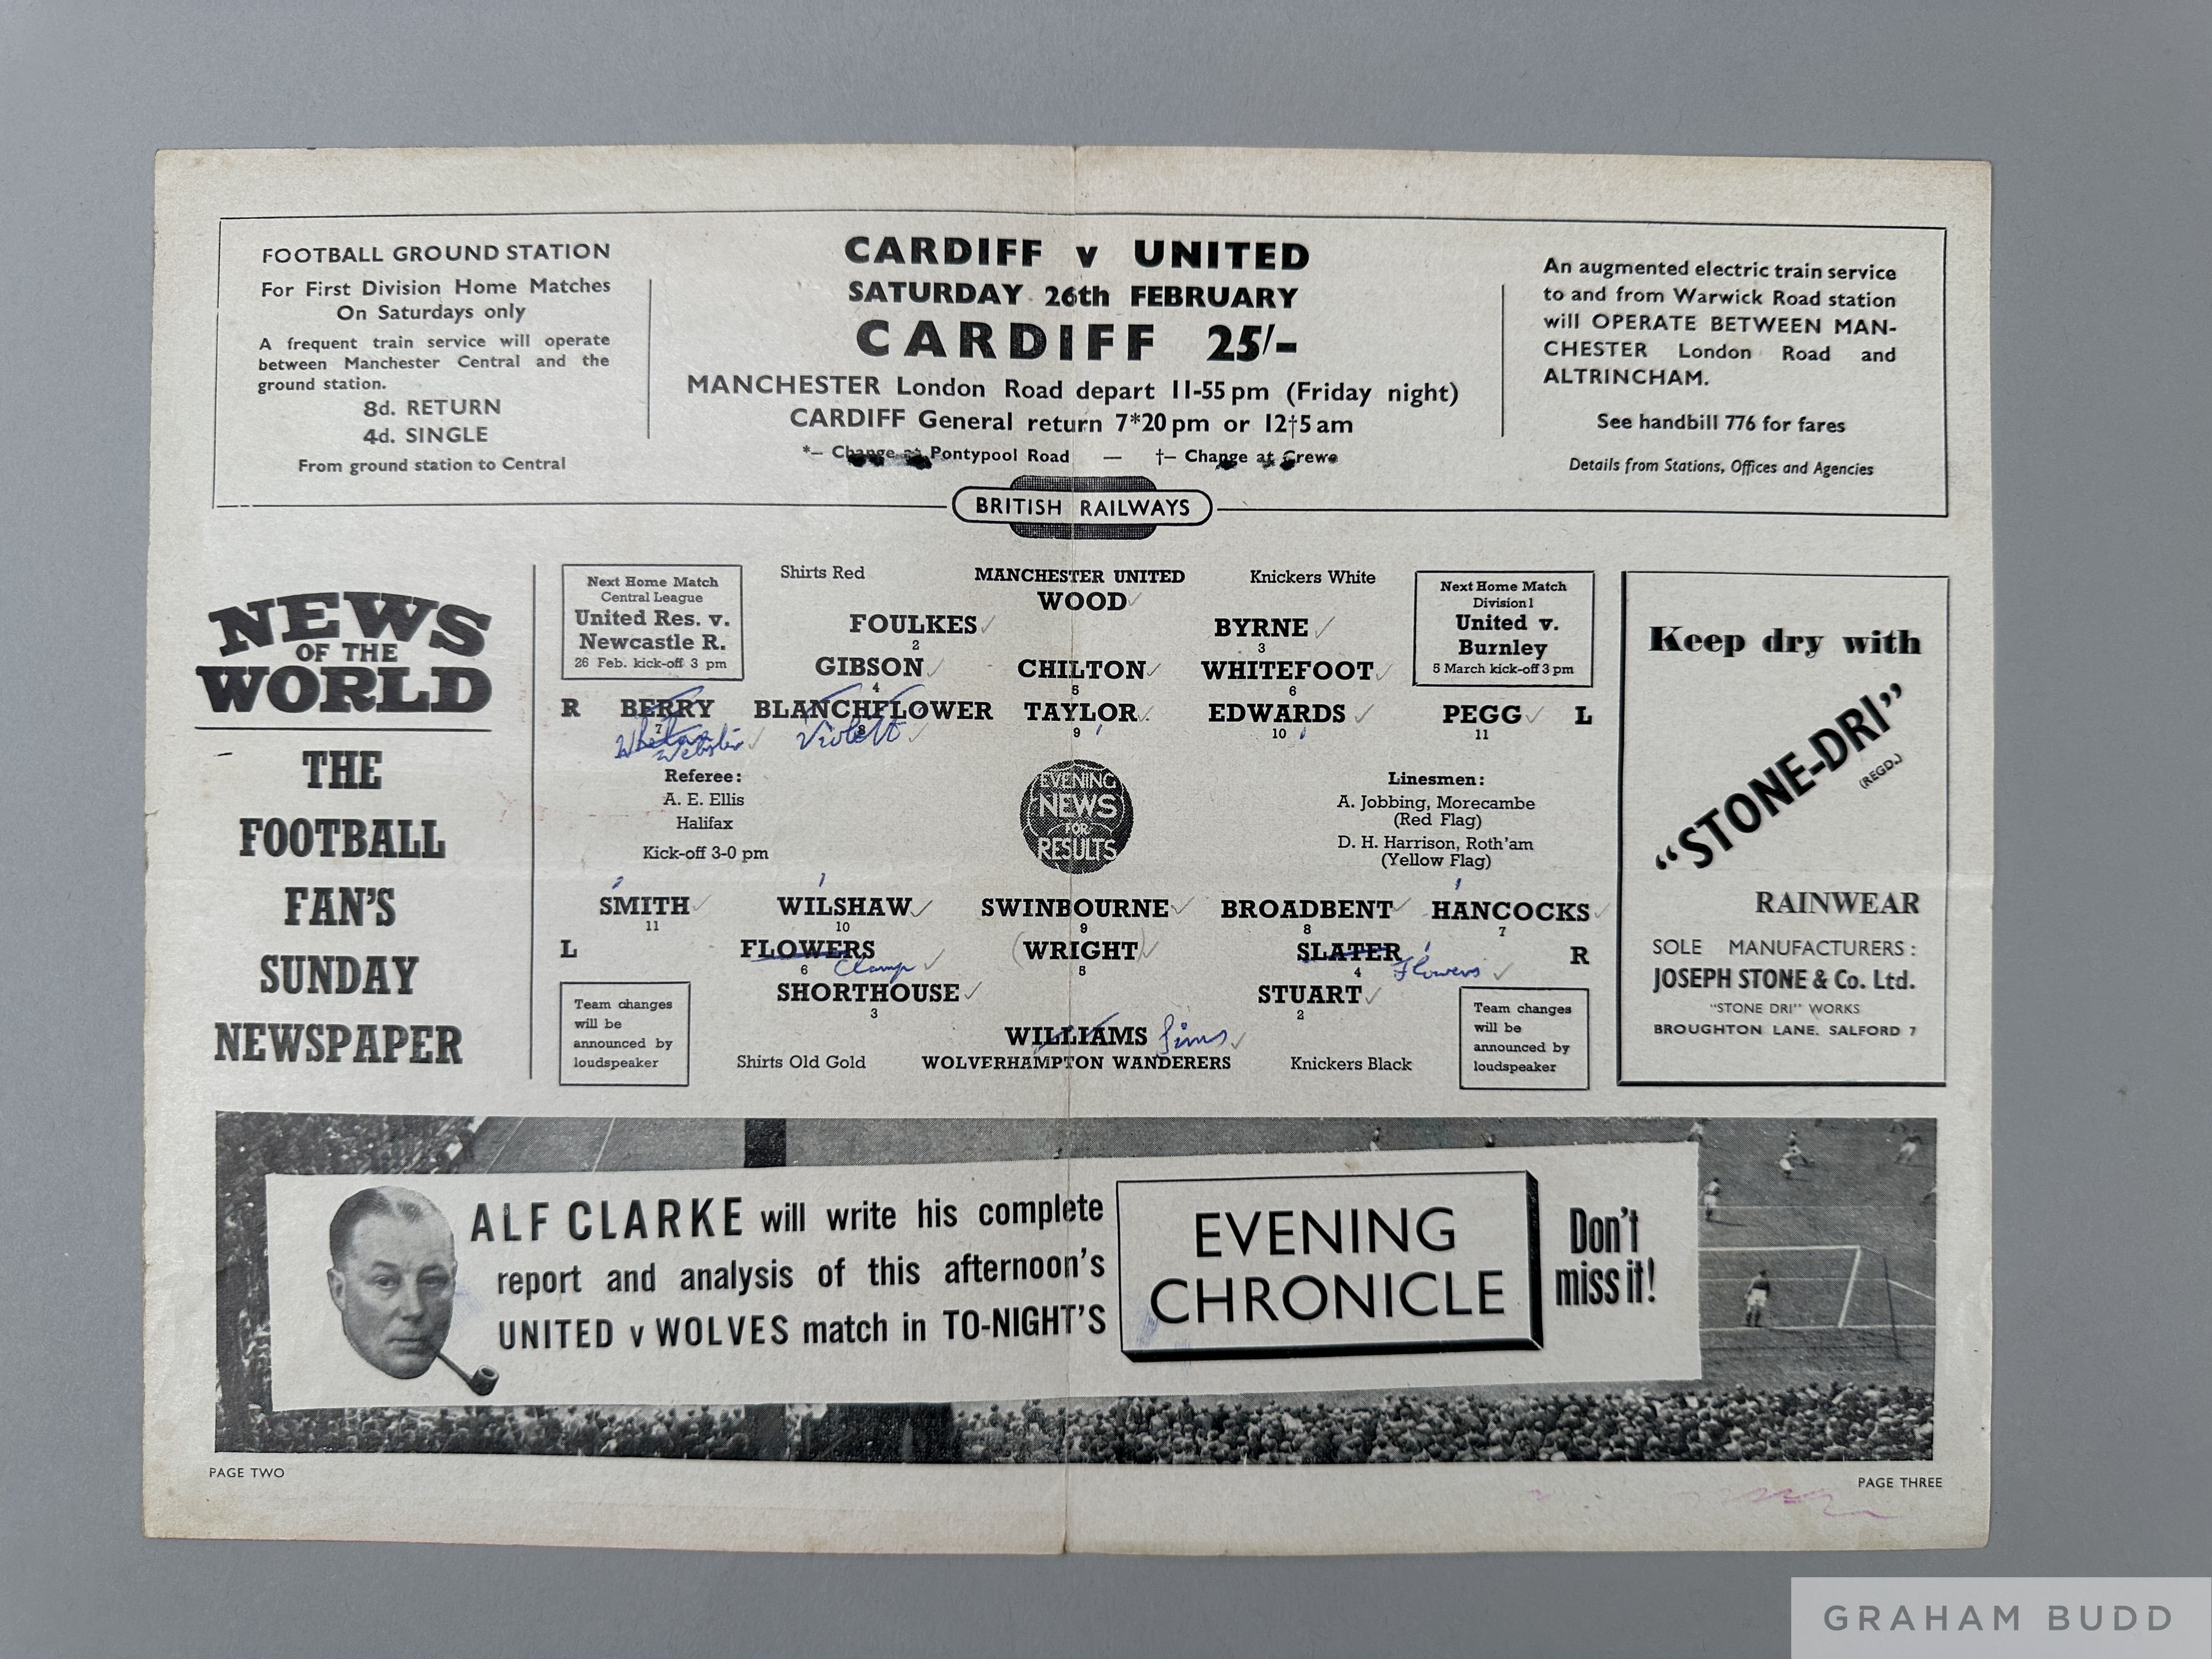 FOOTBALL GROUND STATION
For First Division Home Matches
On Saturdays only
A frequent train service will operate
between Manchester Central and the
ground station.
8d. RETURN
4d. SINGLE
From ground station to Central
CARDIFF v UNITED
SATURDAY 26th FEBRUARY
CARDIFF 25/-
MANCHESTER London Road depart 11-55 pm (Friday night)
CARDIFF General return 7*20 pm or 12†5 am
*– Change at Pontypool Road — †– Change at Crewe
An augmented electric train service
to and from Warwick Road station
will OPERATE BETWEEN MAN-
CHESTER London Road and
ALTRINCHAM.
See handbill 776 for fares
Details from Stations, Offices and Agencies
BRITISH RAILWAYS
NEWS
OF THE
WORLD
THE
FOOTBALL
FAN'S
SUNDAY
NEWSPAPER
Next Home Match
Central League
United Res. v.
Newcastle R.
26 Feb. kick-off 3 pm
Shirts Red MANCHESTER UNITED Knickers White
WOOD
FOULKES BYRNE
2 3
GIBSON CHILTON WHITEFOOT
4 5 6
R BERRY BLANCHFLOWER TAYLOR EDWARDS PEGG L
7 8 9 10 11
Whelan Violett
Webster
Next Home Match
Division 1
United v.
Burnley
5 March kick-off 3 pm
Referee:
A. E. Ellis
Halifax
Kick-off 3-0 pm
EVENING
NEWS
FOR
RESULTS
Linesmen:
A. Jobbing, Morecambe
(Red Flag)
D. H. Harrison, Roth'am
(Yellow Flag)
SMITH WILSHAW SWINBOURNE BROADBENT HANCOCKS
11 10 9 8 7
L FLOWERS (WRIGHT) SLATER R
6 Clamp 5 4 Flowers
SHORTHOUSE STUART
3 2
WILLIAMS Sims
Shirts Old Gold WOLVERHAMPTON WANDERERS Knickers Black
Team changes
will be
announced by
loudspeaker
Team changes
will be
announced by
loudspeaker
Keep dry with
"STONE-DRI"
(REGD.)
RAINWEAR
SOLE MANUFACTURERS:
JOSEPH STONE & Co. Ltd.
"STONE DRI" WORKS
BROUGHTON LANE. SALFORD 7
ALF CLARKE will write his complete
report and analysis of this afternoon's
UNITED v WOLVES match in TO-NIGHT'S
EVENING
CHRONICLE
Don't
miss it!
PAGE TWO
PAGE THREE
GRAHAM BUDD